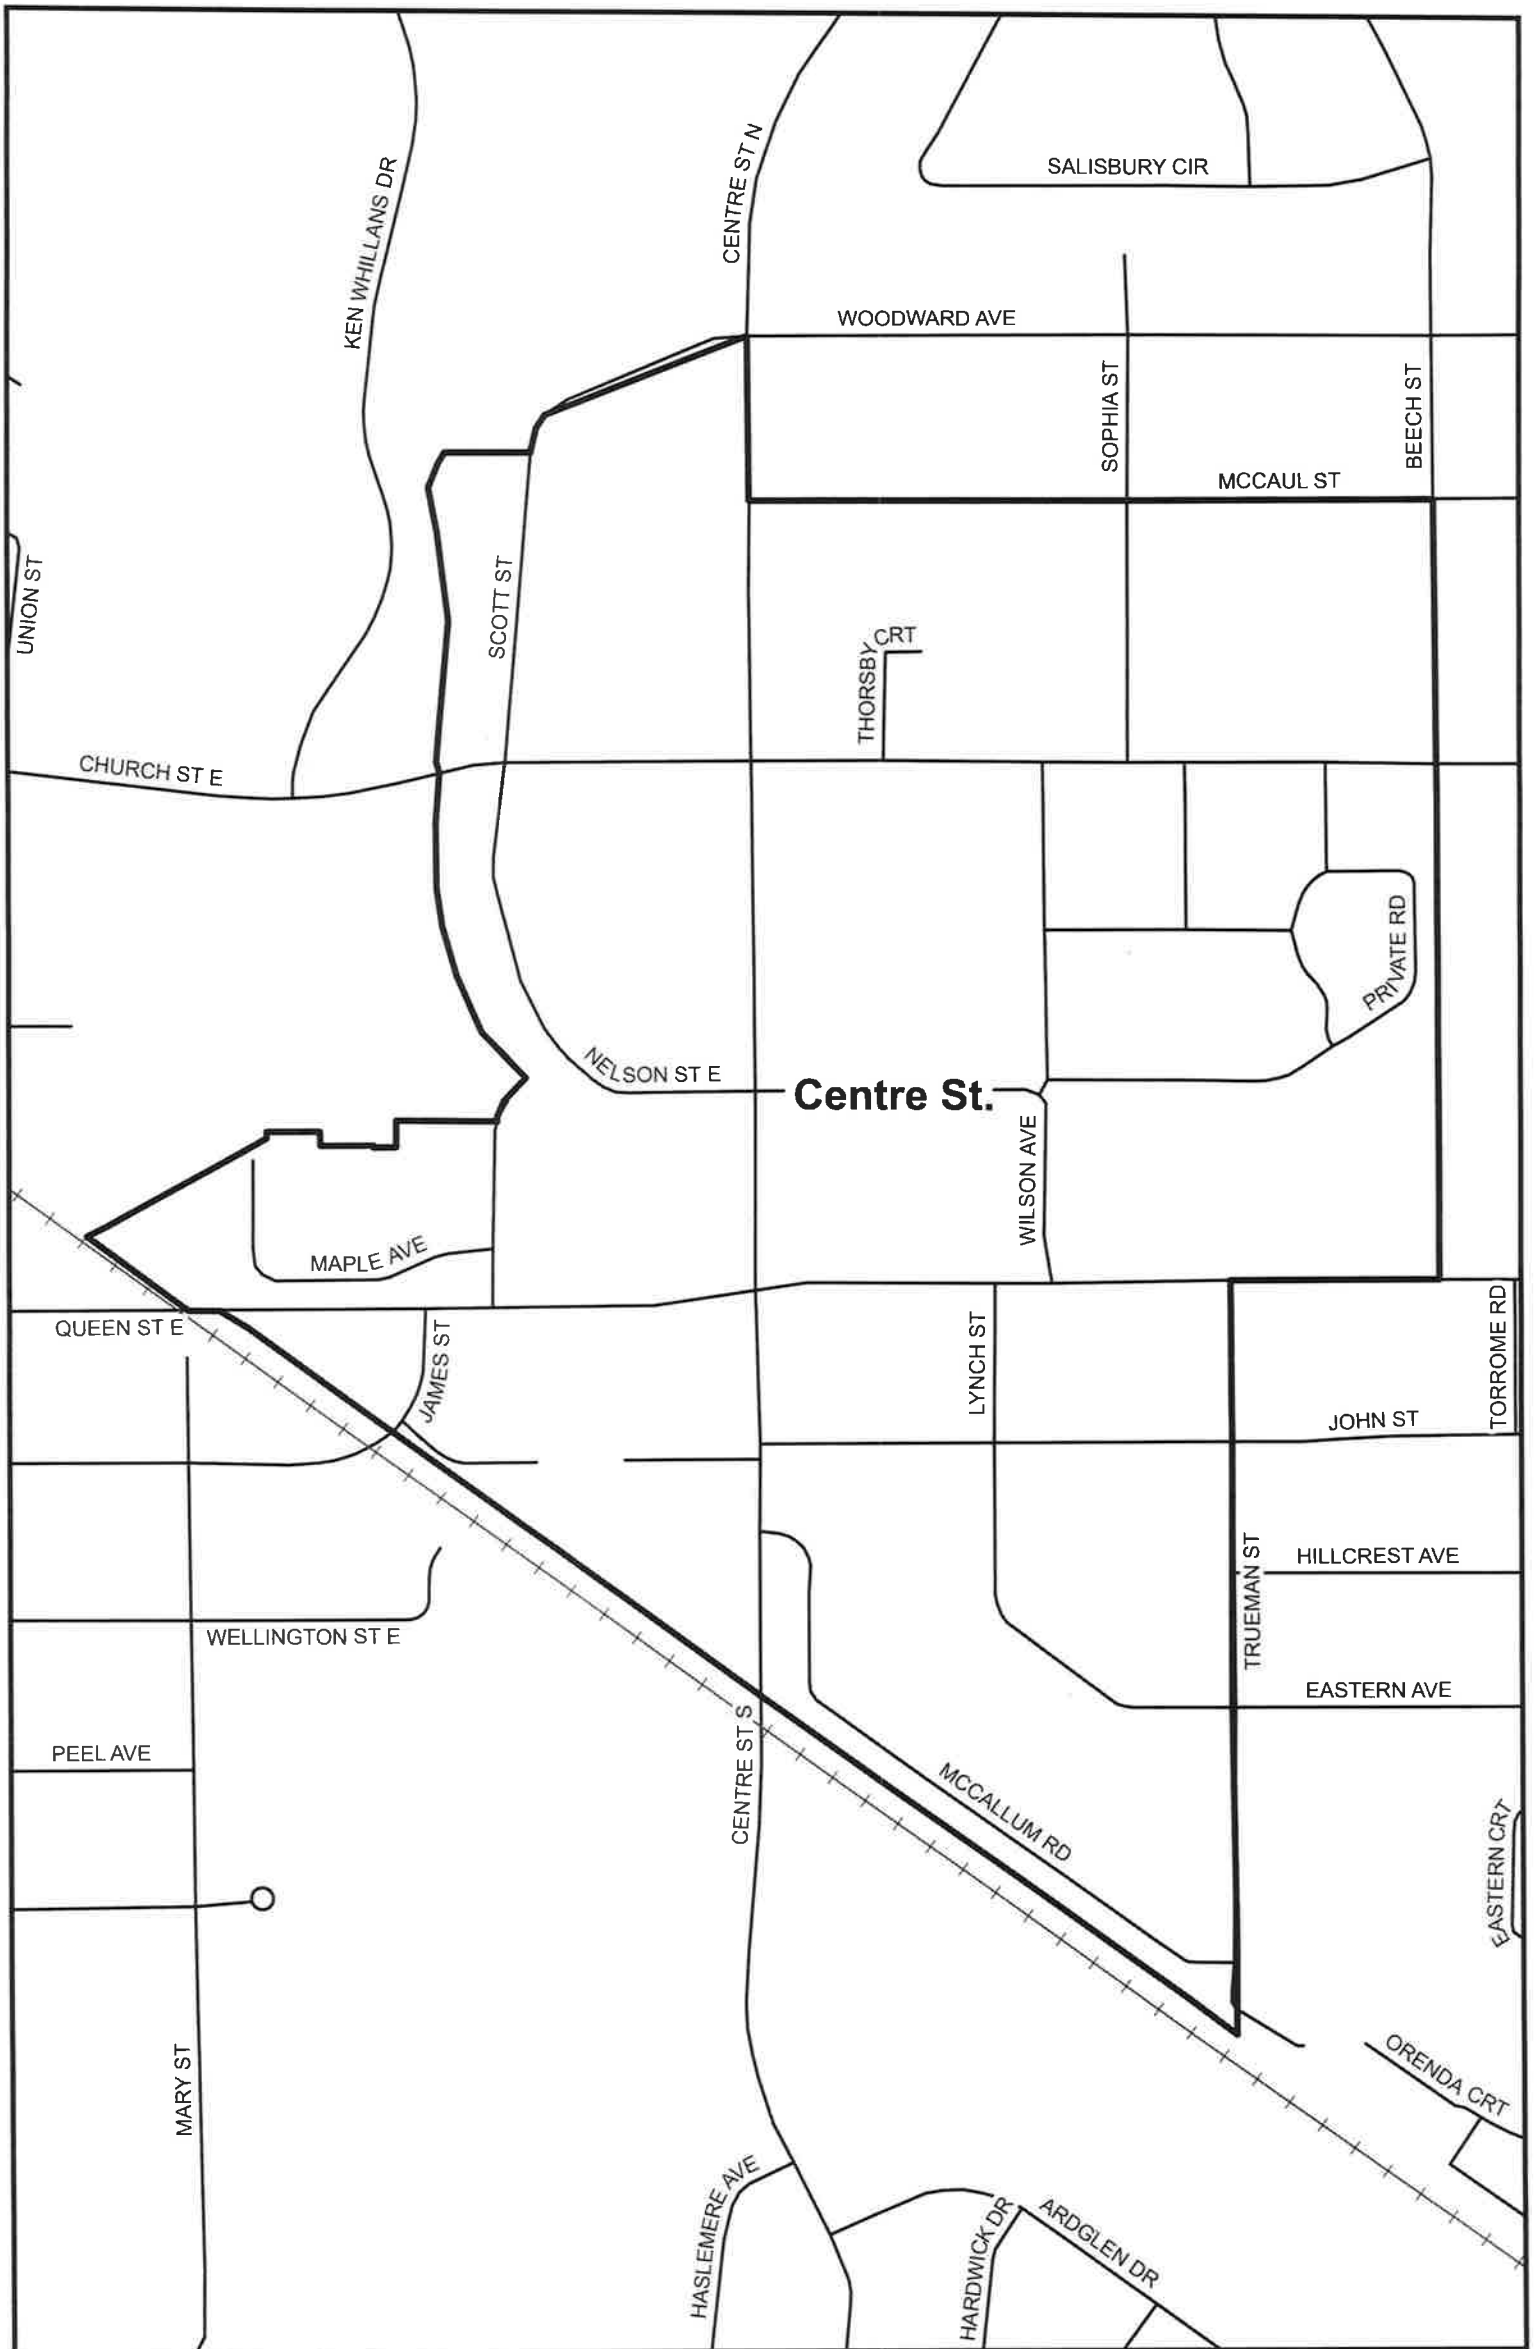 CENTRE ST N
SALISBURY CIR
KEN WHILLANS DR
WOODWARD AVE
SOPHIA ST
BEECH ST
MCCAUL ST
UNION ST
SCOTT ST
THORSBY CRT
CHURCH ST E
PRIVATE RD
NELSON ST E
Centre St.
WILSON AVE
MAPLE AVE
QUEEN ST E
JAMES ST
LYNCH ST
TORROME RD
JOHN ST
TRUEMAN ST
HILLCREST AVE
WELLINGTON ST E
EASTERN AVE
CENTRE ST S
PEEL AVE
MCCALLUM RD
EASTERN CRT
MARY ST
ORENDA CRT
HASLEMERE AVE
HARDWICK DR
ARDGLEN DR